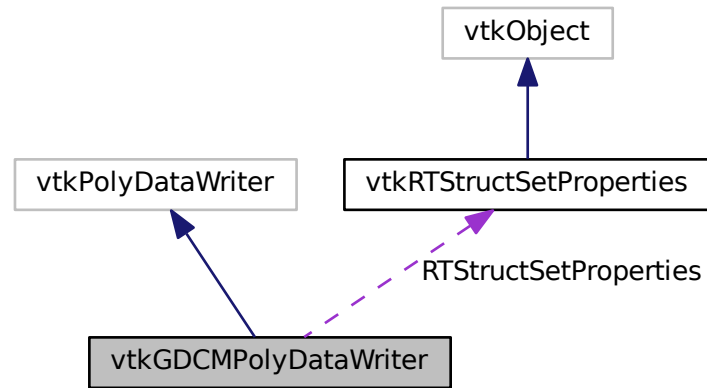 vtkObject
vtkPolyDataWriter
vtkRTStructSetProperties
RTStructSetProperties
vtkGDCMPolyDataWriter